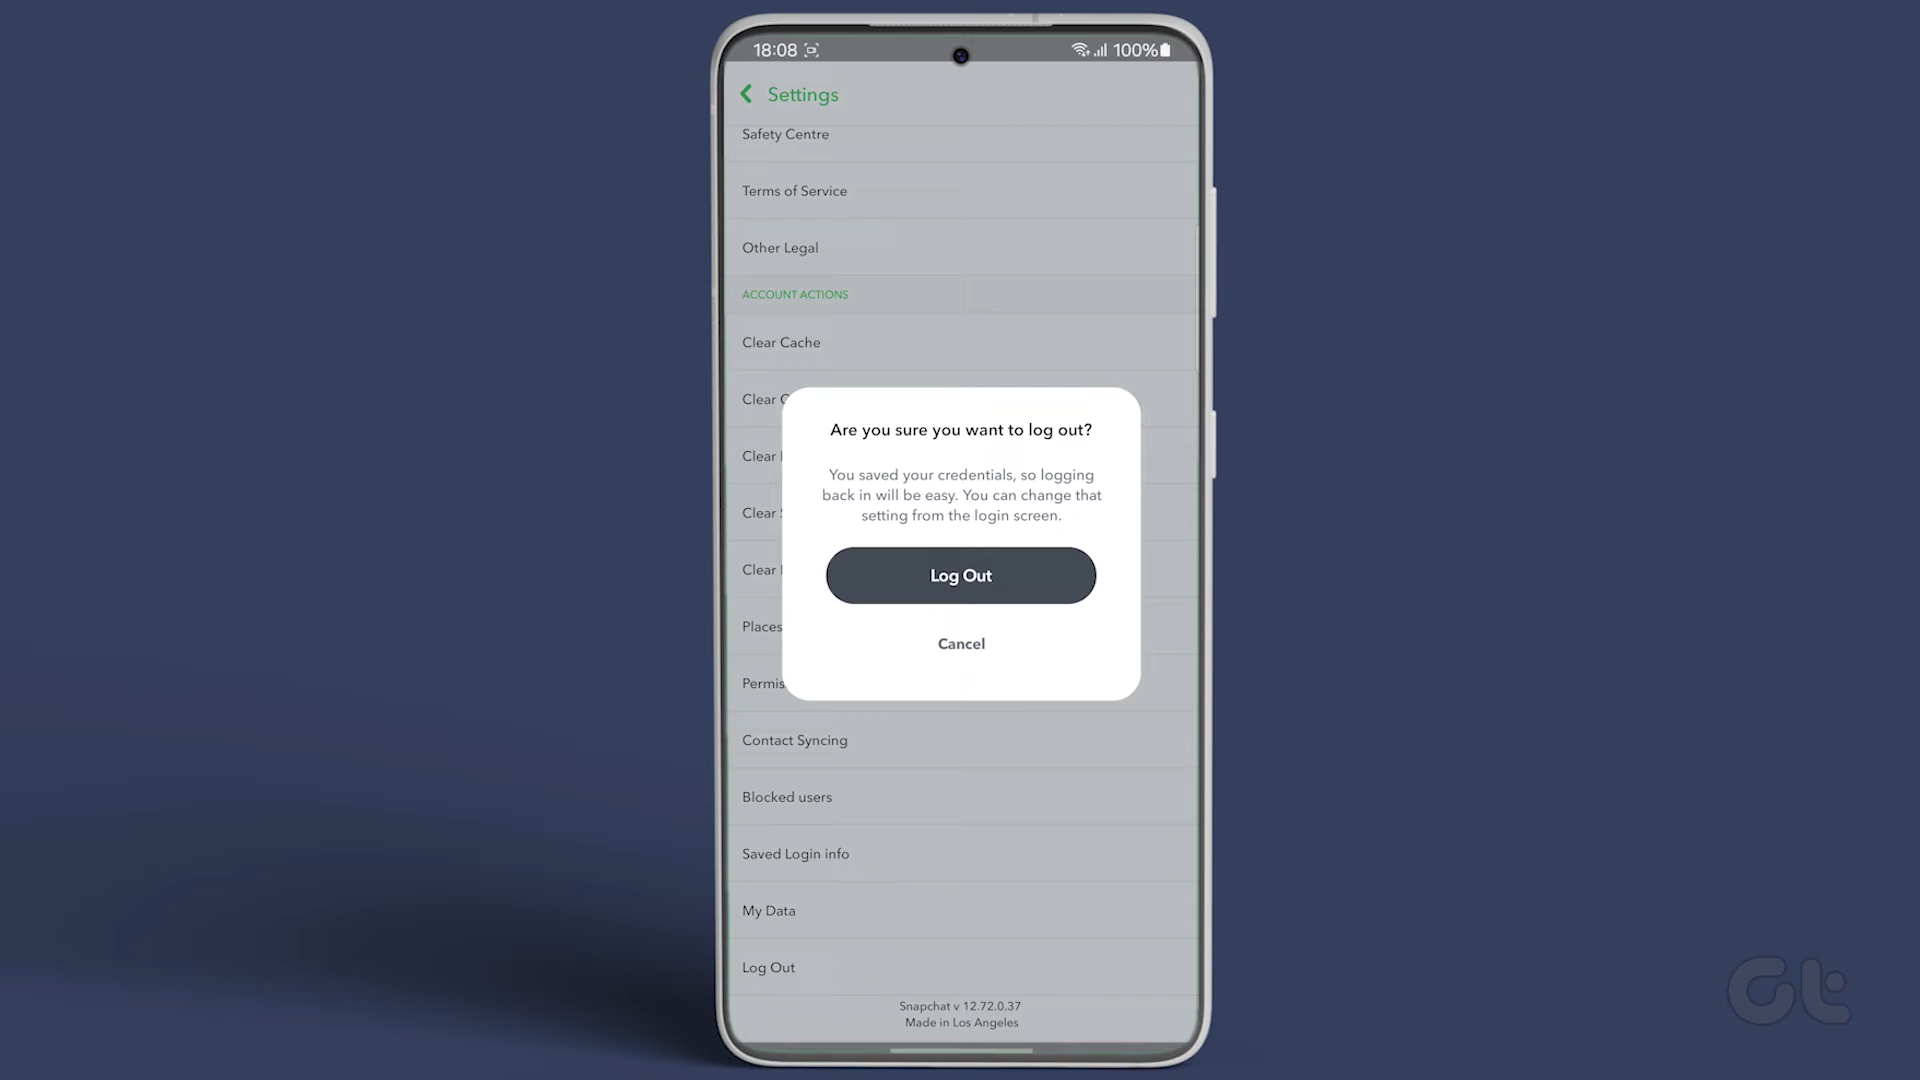 18:08
100%
Settings
Safety Centre
Terms of Service
Other Legal
ACCOUNT ACTIONS
Clear Cache
Clear
Clear
Clear
Clear
Places
Are you sure you want to log out?
You saved your credentials, so logging
back in will be easy. You can change that
setting from the login screen.
Log Out
Cancel
Contact Syncing
Blocked users
Saved Login info
My Data
Log Out
Snapchat v 12.72.0.37
Made in Los Angeles
Gt